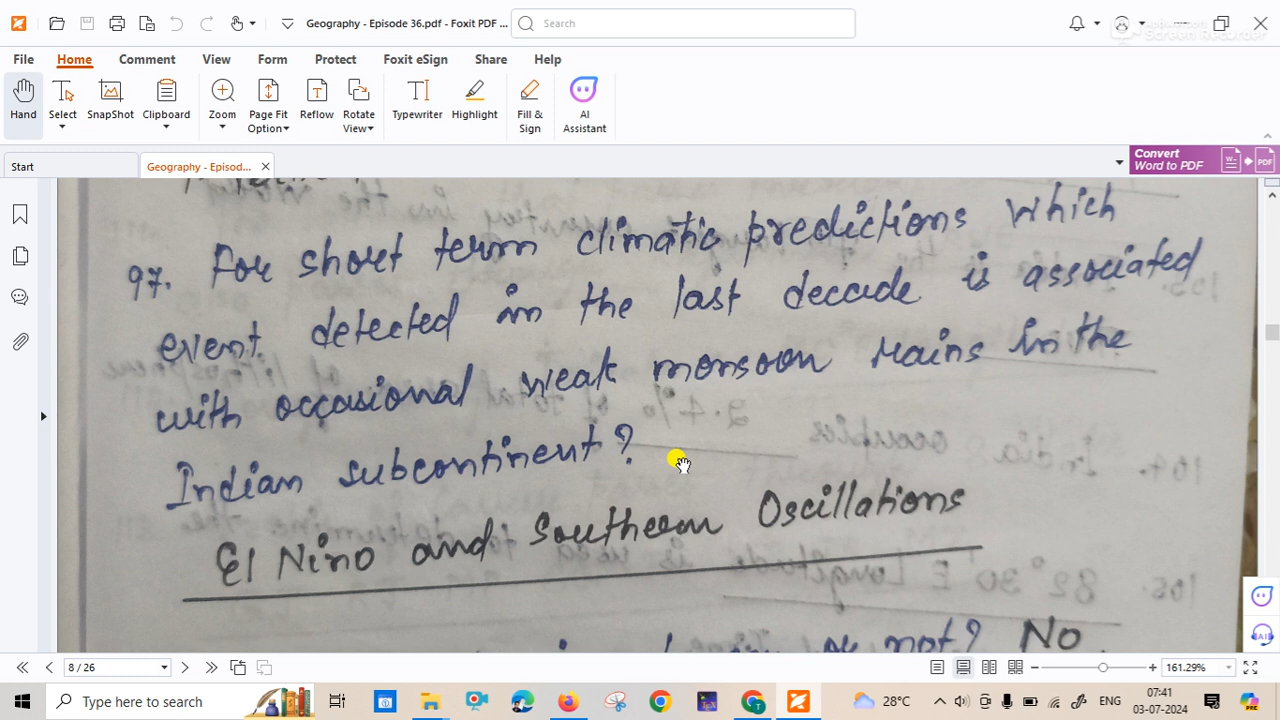 Geography - Episode 36.pdf - Foxit PDF ...
Search
Screen Recorder
File Home Comment View Form Protect Foxit eSign Share Help
Hand Select SnapShot Clipboard Zoom Page Fit Option Reflow Rotate View Typewriter Highlight Fill & Sign AI Assistant
Start Geography - Episod...
Convert Word to PDF
97. For short term climatic predictions which
event detected in the last decade is associated
with occasional weak monsoon rains in the
Indian subcontinent?
El Nino and Southern Oscillations
or not? No
8 / 26 161.29%
Type here to search 28°C ENG 07:41
03-07-2024